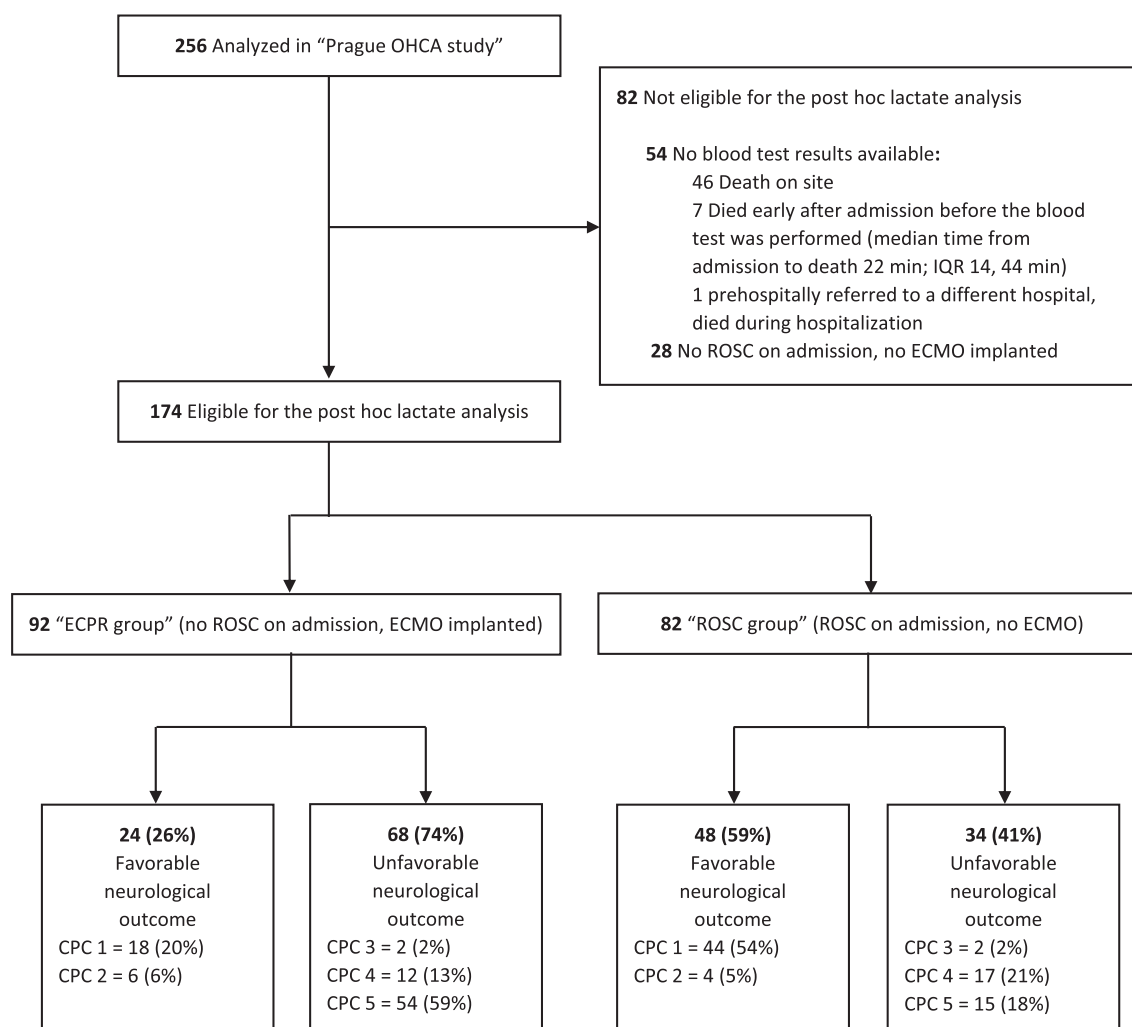 256 Analyzed in “Prague OHCA study”
82 Not eligible for the post hoc lactate analysis
54 No blood test results available:
46 Death on site
7 Died early after admission before the blood
test was performed (median time from
admission to death 22 min; IQR 14, 44 min)
1 prehospitally referred to a different hospital,
died during hospitalization
28 No ROSC on admission, no ECMO implanted
174 Eligible for the post hoc lactate analysis
92 “ECPR group” (no ROSC on admission, ECMO implanted)
82 “ROSC group” (ROSC on admission, no ECMO)
24 (26%)
Favorable
neurological
outcome
CPC 1 = 18 (20%)
CPC 2 = 6 (6%)
68 (74%)
Unfavorable
neurological
outcome
CPC 3 = 2 (2%)
CPC 4 = 12 (13%)
CPC 5 = 54 (59%)
48 (59%)
Favorable
neurological
outcome
CPC 1 = 44 (54%)
CPC 2 = 4 (5%)
34 (41%)
Unfavorable
neurological
outcome
CPC 3 = 2 (2%)
CPC 4 = 17 (21%)
CPC 5 = 15 (18%)